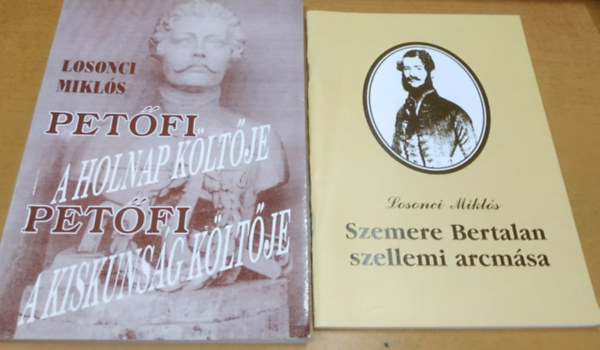 LOSONCI
MIKLÓS
PETŐFI
A HOLNAP KÖLTŐJE
PETŐFI
A KISKUNSÁG KÖLTŐJE
Losonci Miklós
Szemere Bertalan
szellemi arcmása